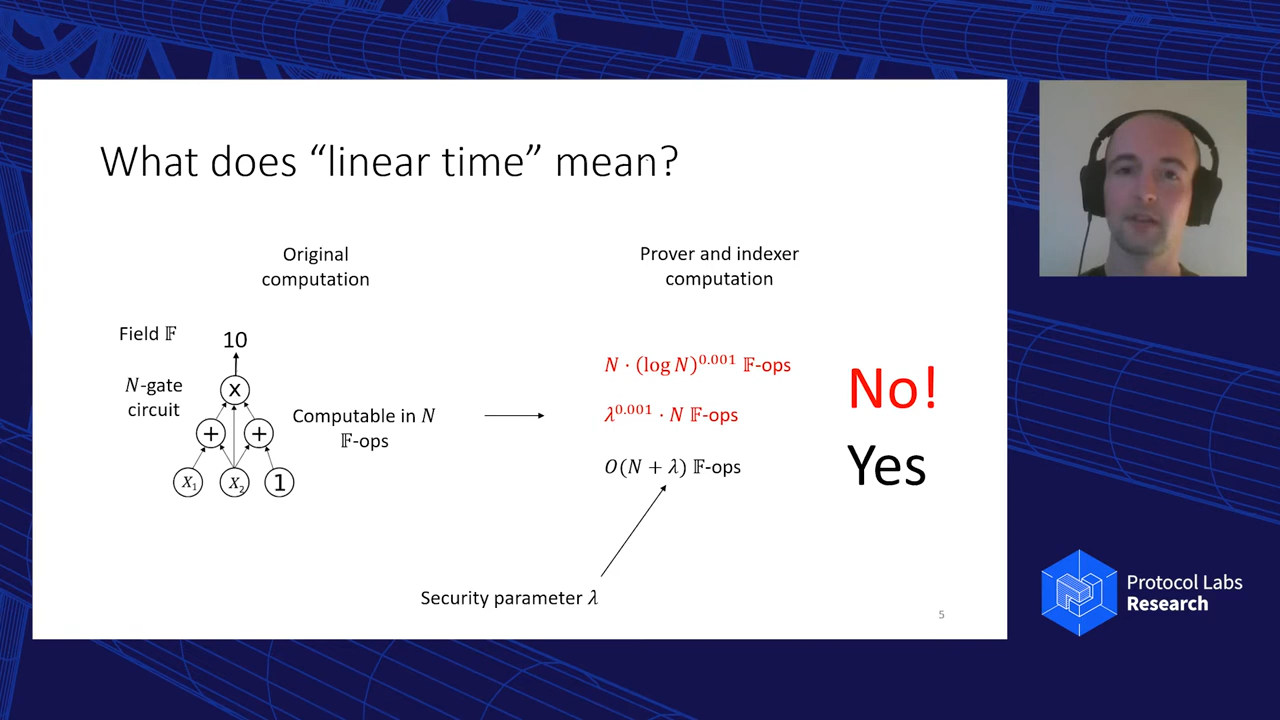 What does “linear time” mean?
Original
computation
Prover and indexer
computation
Field 𝔽
10
N-gate
circuit
x
+
+
X₁
X₂
1
Computable in N
𝔽-ops
N · (log N)^0.001 𝔽-ops
λ^0.001 · N 𝔽-ops
O(N + λ) 𝔽-ops
No!
Yes
Security parameter λ
5
Protocol Labs
Research